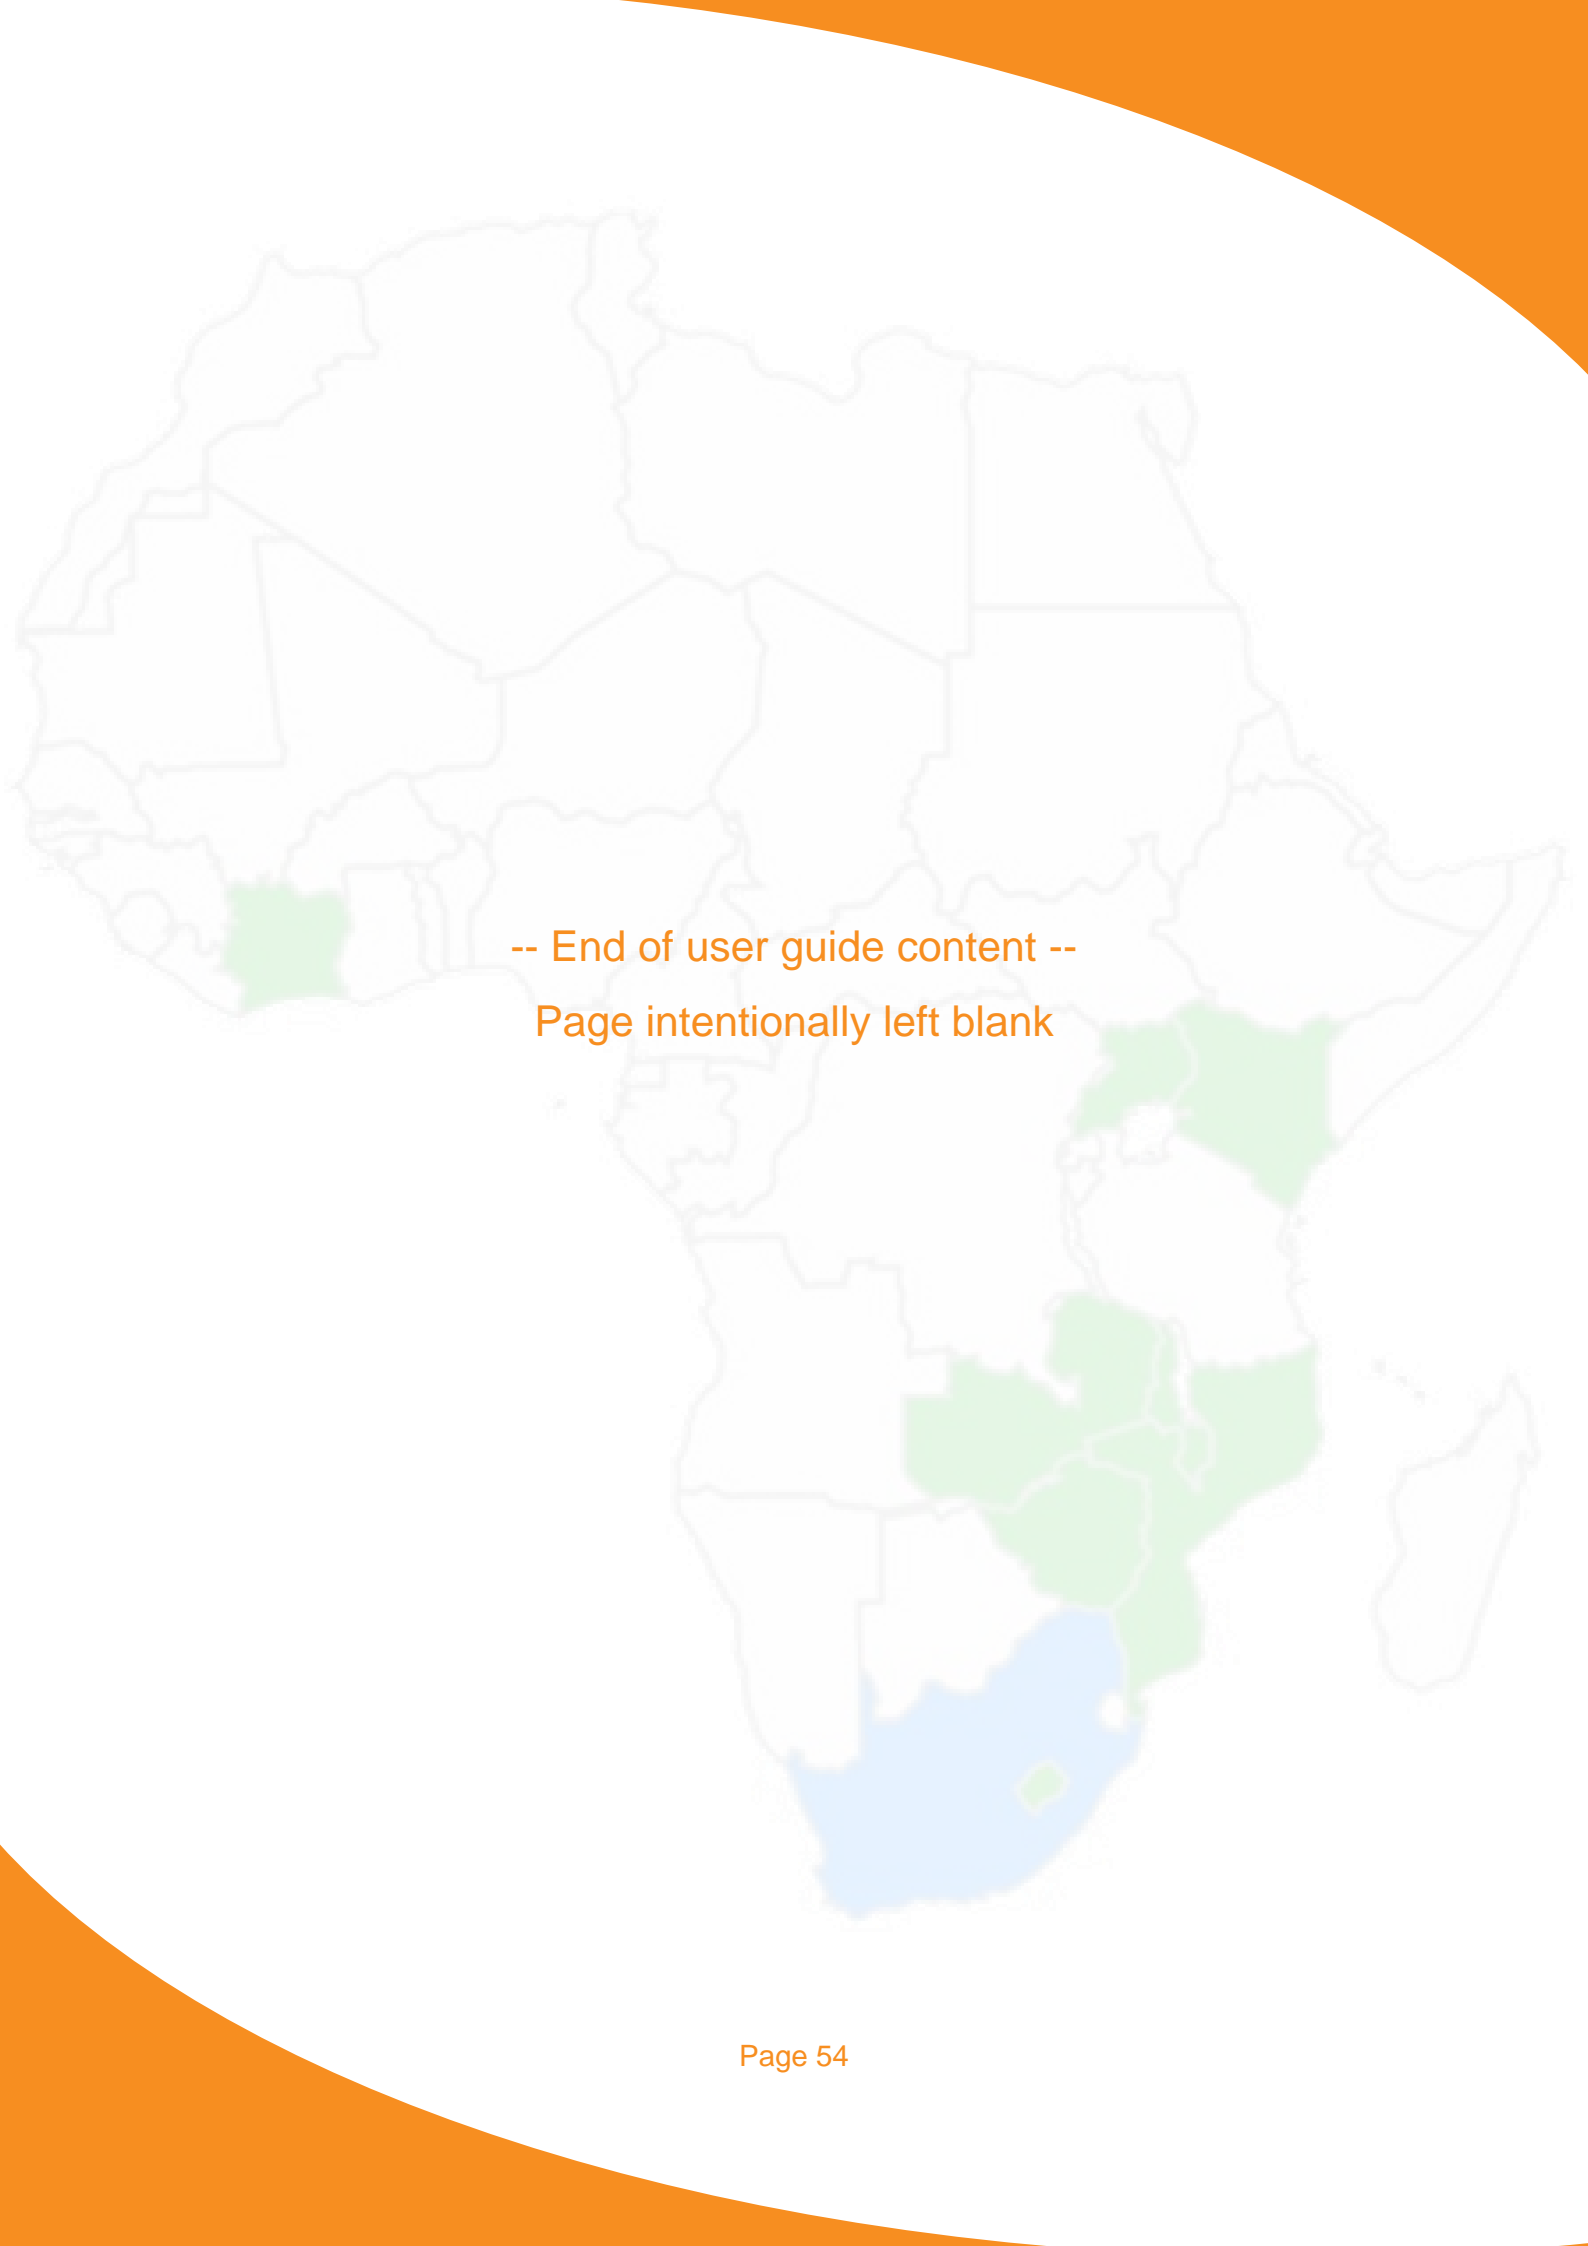 -- End of user guide content --
Page intentionally left blank
Page 54